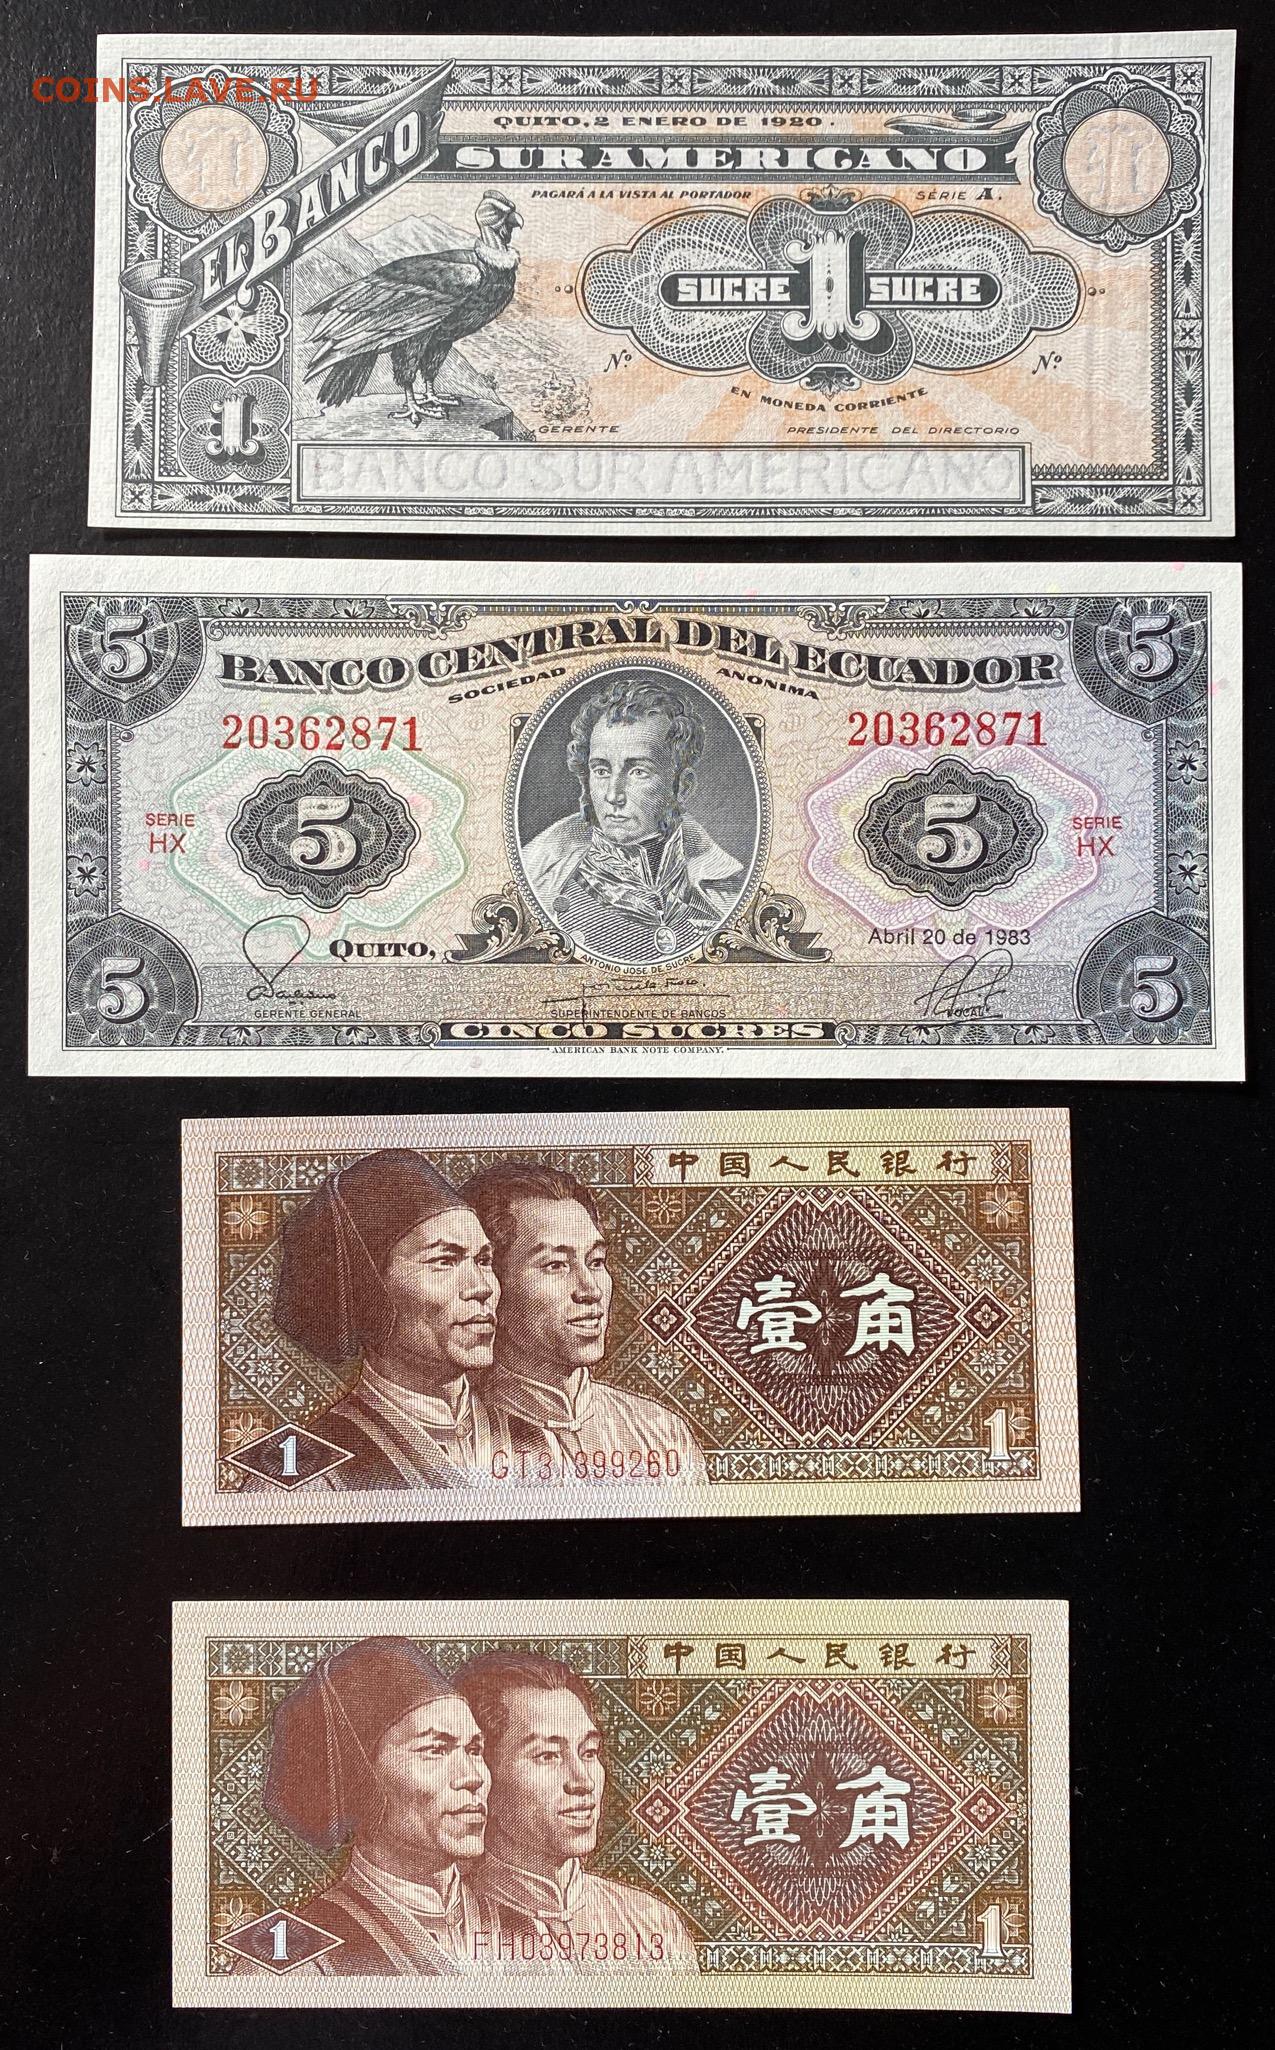 COINS.LAVE.RU
QUITO, 2 ENERO DE 1920.
EL BANCO
SUR AMERICANO
PAGARÁ A LA VISTA AL PORTADOR
SÉRIE A.
SUCRE 1 SUCRE
Nº
Nº
EN MONEDA CORRIENTE
GERENTE
PRESIDENTE DEL DIRECTORIO
1
BANCO SUR AMERICANO
5
5
BANCO CENTRAL DEL ECUADOR
SOCIEDAD ANONIMA
20362871
20362871
SERIE
HX
5
5
SERIE
HX
QUITO,
Abril 20 de 1983
ANTONIO JOSE DE SUCRE
5
5
GERENTE GENERAL
SUPERINTENDENTE DE BANCOS
VOCAL
CINCO SUCRES
AMERICAN BANK NOTE COMPANY.
中国人民银行
壹角
1
GT31399260
1
中国人民银行
壹角
1
FH03973813
1